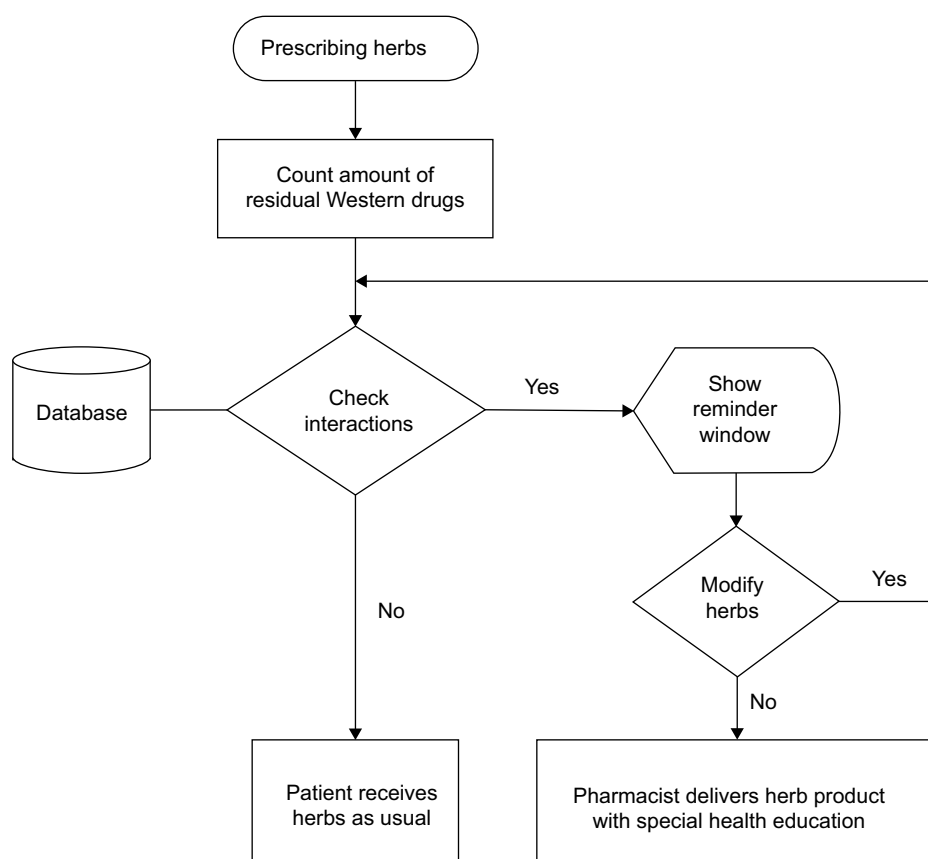 Prescribing herbs
Count amount of
residual Western drugs
Database
Check
interactions
Yes
Show
reminder
window
Modify
herbs
Yes
No
No
Patient receives
herbs as usual
Pharmacist delivers herb product
with special health education